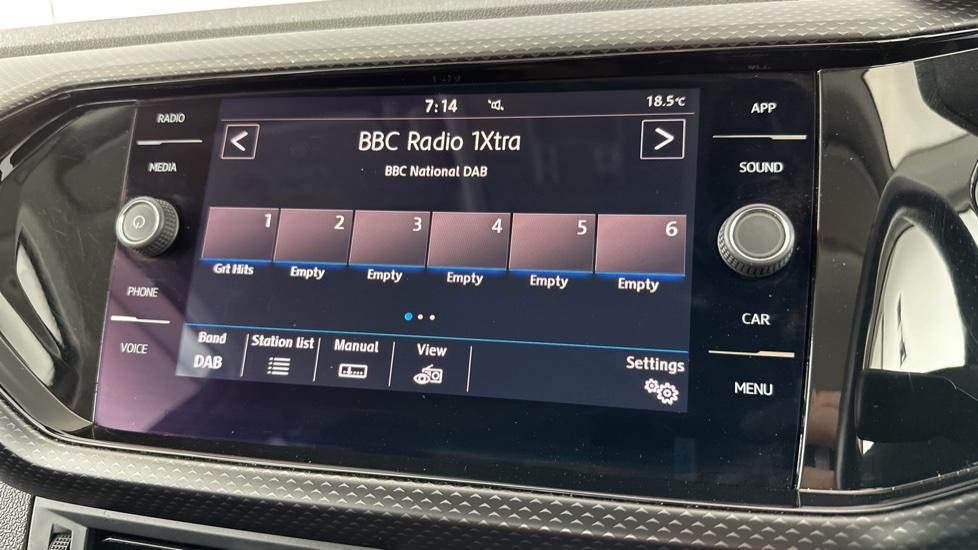 7:14 18.5°C
BBC Radio 1Xtra
BBC National DAB
1 2 3 4 5 6
Grt Hits Empty Empty Empty Empty Empty
Band Station list Manual View Settings
DAB
RADIO
MEDIA
PHONE
VOICE
APP
SOUND
CAR
MENU